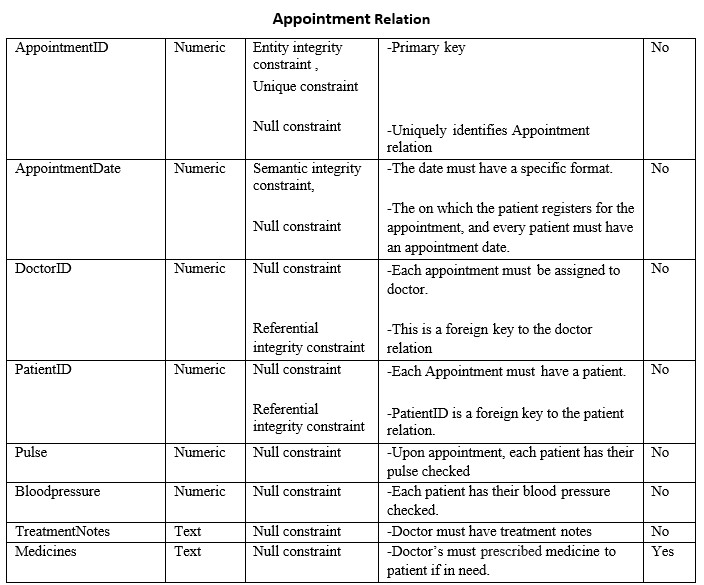 Appointment Relation
AppointmentID Numeric Entity integrity -Primary key No
constraint ,
Unique constraint
Null constraint -Uniquely identifies Appointment
relation
AppointmentDate Numeric Semantic integrity -The date must have a specific format. No
constraint,
-The on which the patient registers for the
Null constraint appointment, and every patient must have
an appointment date.
DoctorID Numeric Null constraint -Each appointment must be assigned to No
doctor.
Referential -This is a foreign key to the doctor
integrity constraint relation
PatientID Numeric Null constraint -Each Appointment must have a patient. No
Referential -PatientID is a foreign key to the patient
integrity constraint relation.
Pulse Numeric Null constraint -Upon appointment, each patient has their No
pulse checked
Bloodpressure Numeric Null constraint -Each patient has their blood pressure No
checked.
TreatmentNotes Text Null constraint -Doctor must have treatment notes No
Medicines Text Null constraint -Doctor's must prescribed medicine to Yes
patient if in need.